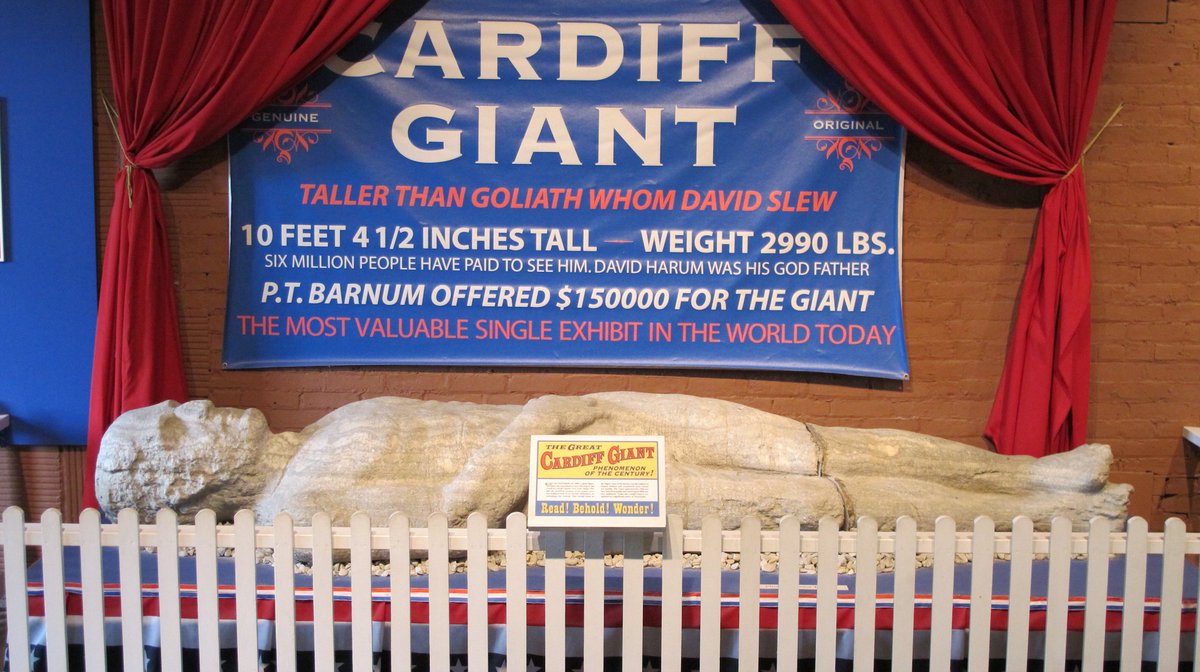 CARDIFF
GIANT
GENUINE
ORIGINAL
TALLER THAN GOLIATH WHOM DAVID SLEW
10 FEET 4 1/2 INCHES TALL — WEIGHT 2990 LBS.
SIX MILLION PEOPLE HAVE PAID TO SEE HIM. DAVID HARUM WAS HIS GOD FATHER
P.T. BARNUM OFFERED $150000 FOR THE GIANT
THE MOST VALUABLE SINGLE EXHIBIT IN THE WORLD TODAY
THE GREAT
CARDIFF GIANT
PHENOMENON
OF THE CENTURY!
Read! Behold! Wonder!